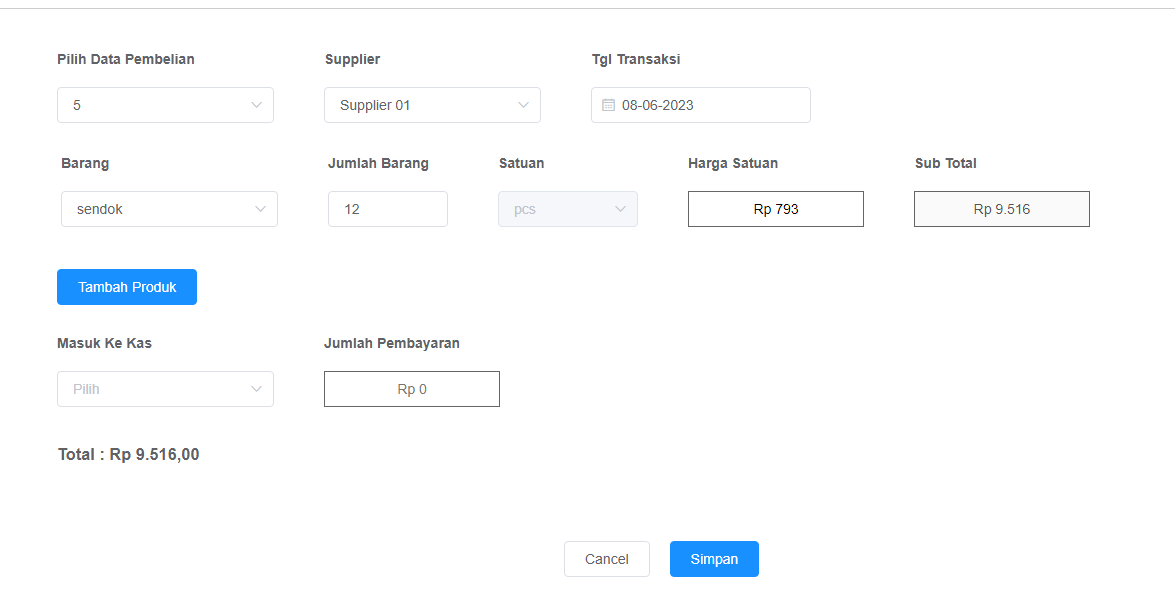 Pilih Data Pembelian Supplier Tgl Transaksi
5 Supplier 01 08-06-2023
Barang Jumlah Barang Satuan Harga Satuan Sub Total
sendok 12 pcs Rp 793 Rp 9.516
Tambah Produk
Masuk Ke Kas Jumlah Pembayaran
Pilih Rp 0
Total : Rp 9.516,00
Cancel Simpan